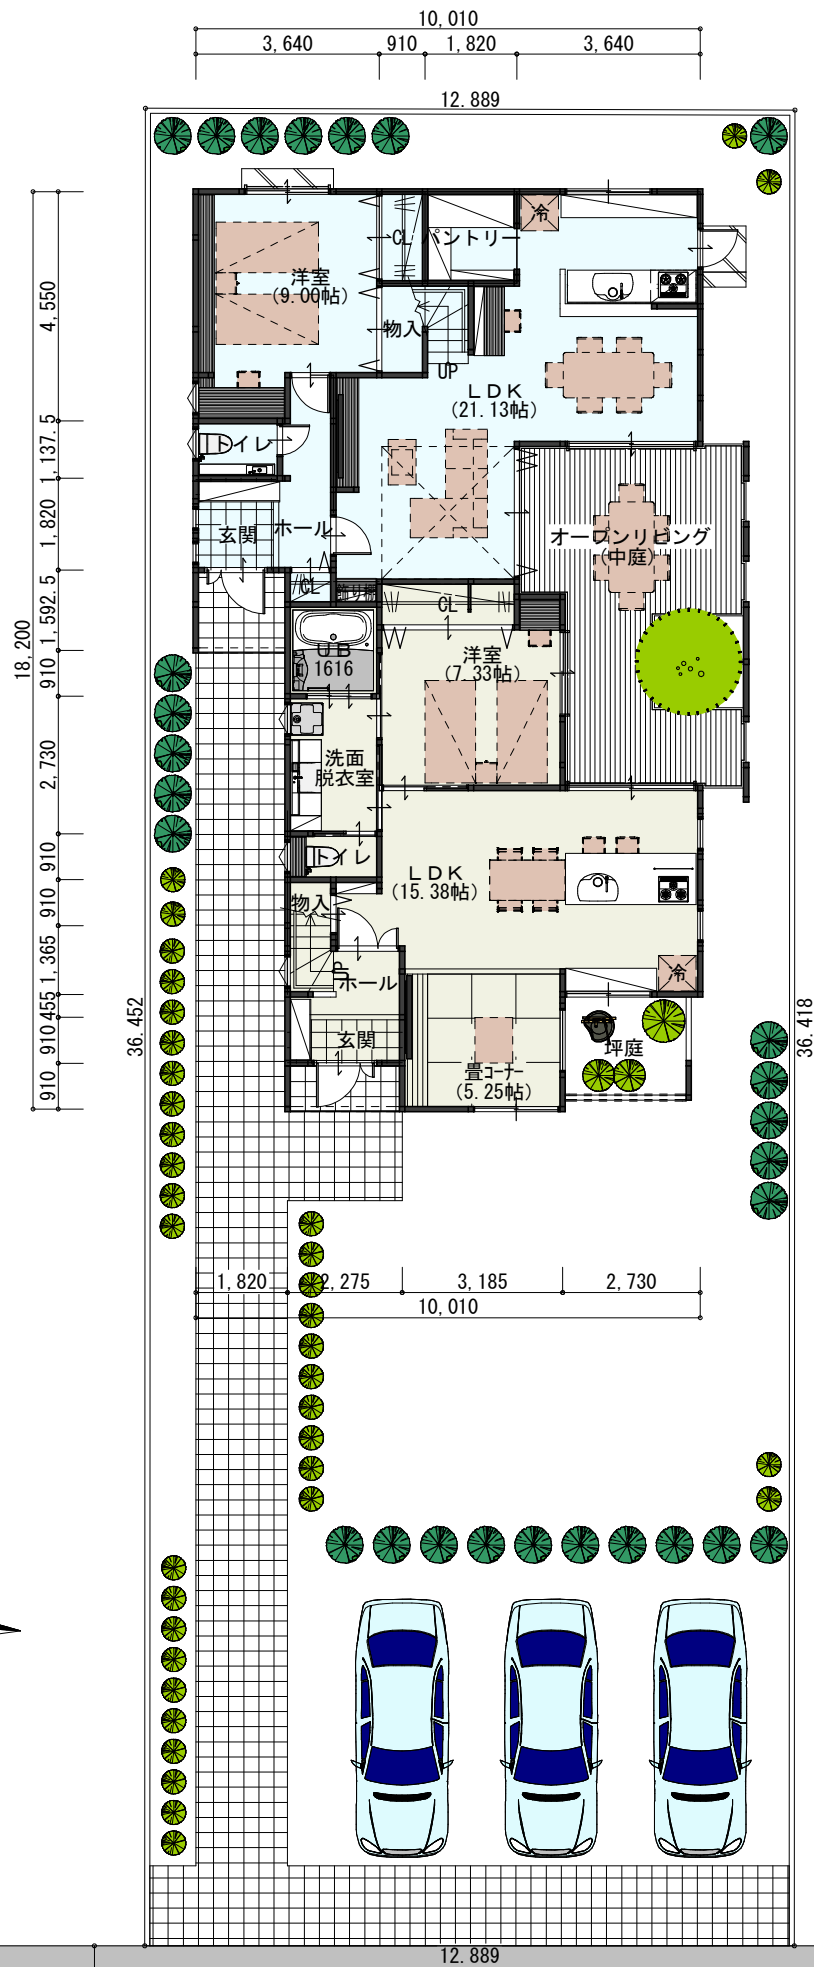 10,010
3,640
910
1,820
3,640
12.889
冷
CL
パントリー
洋室
(9.00帖)
物入
UP
LDK
(21.13帖)
トイレ
玄関
ホール
オープンリビング
(中庭)
CL
飾り棚
CL
UB
1616
洋室
(7.33帖)
洗面
脱衣室
トイレ
LDK
(15.38帖)
物入
UP
ホール
冷
玄関
坪庭
畳コーナー
(5.25帖)
4,550
1,137.5
1,820
1,592.5
910
2,730
910
910
1,365
455
910
910
18,200
36.452
36.418
1,820
2,275
3,185
2,730
10,010
12.889